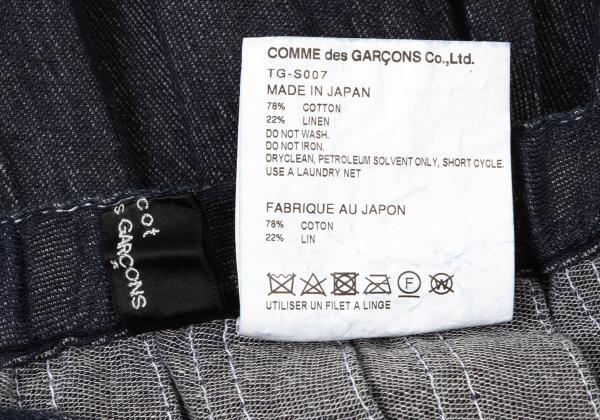 COMME des GARÇONS Co.,Ltd.
TG-S007
MADE IN JAPAN
78% COTTON
22% LINEN
DO NOT WASH.
DO NOT IRON.
DRYCLEAN, PETROLEUM SOLVENT ONLY, SHORT CYCLE.
USE A LAUNDRY NET
FABRIQUE AU JAPON
78% COTON
22% LIN
F W
UTILISER UN FILET A LINGE
cot
S GARÇONS